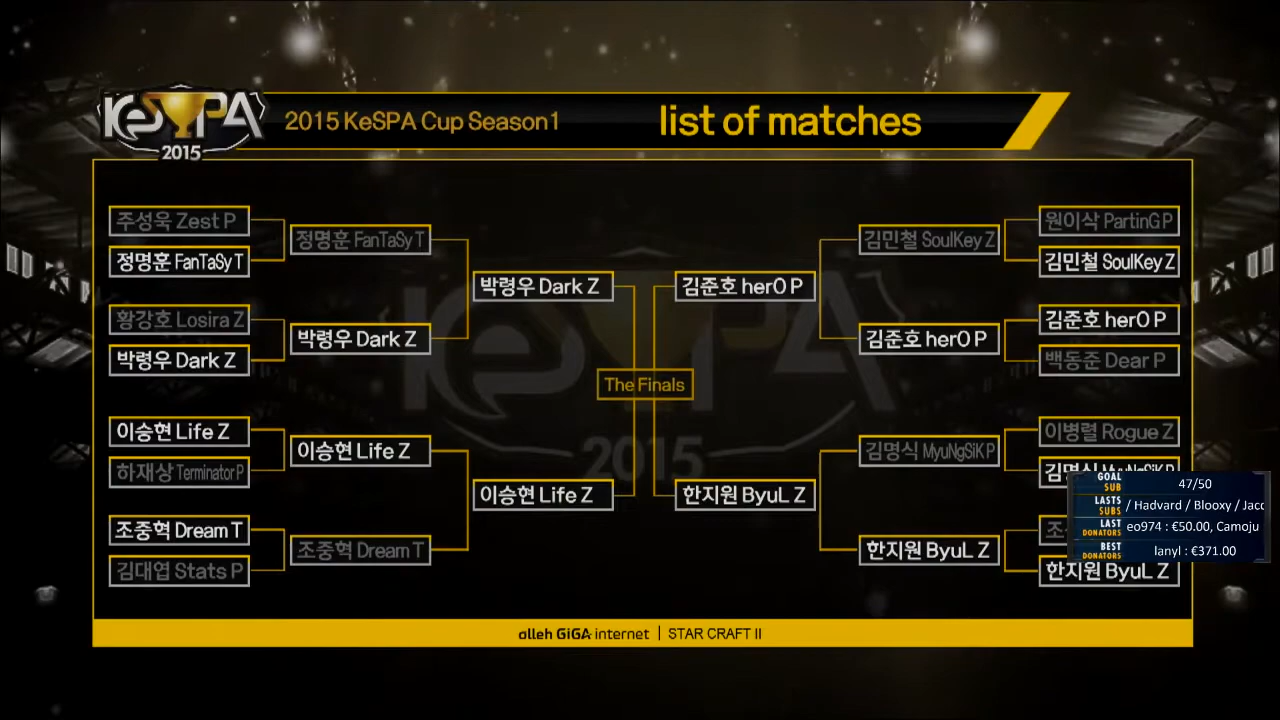 KeSPA
2015
2015 KeSPA Cup Season1
list of matches
주성욱 Zest P
정명훈 FanTaSy T
황강호 Losira Z
박령우 Dark Z
이승현 Life Z
하재상 Terminator P
조중혁 Dream T
김대엽 Stats P
정명훈 FanTaSy T
박령우 Dark Z
이승현 Life Z
조중혁 Dream T
박령우 Dark Z
이승현 Life Z
The Finals
KeSPA
2015
김준호 herO P
한지원 ByuL Z
김민철 SoulKey Z
김준호 herO P
김명식 MyuNgSiK P
한지원 ByuL Z
원이삭 PartinG P
김민철 SoulKey Z
김준호 herO P
백동준 Dear P
이병렬 Rogue Z
김명식 MyuNgSiK P
한지원 ByuL Z
GOAL SUB 47/50
LASTS SUBS / Hadvard / Blooxy / Jacc
LAST DONATORS eo974 : €50.00, Camoju
BEST DONATORS lanyl : €371.00
olleh GiGA internet | STAR CRAFT II